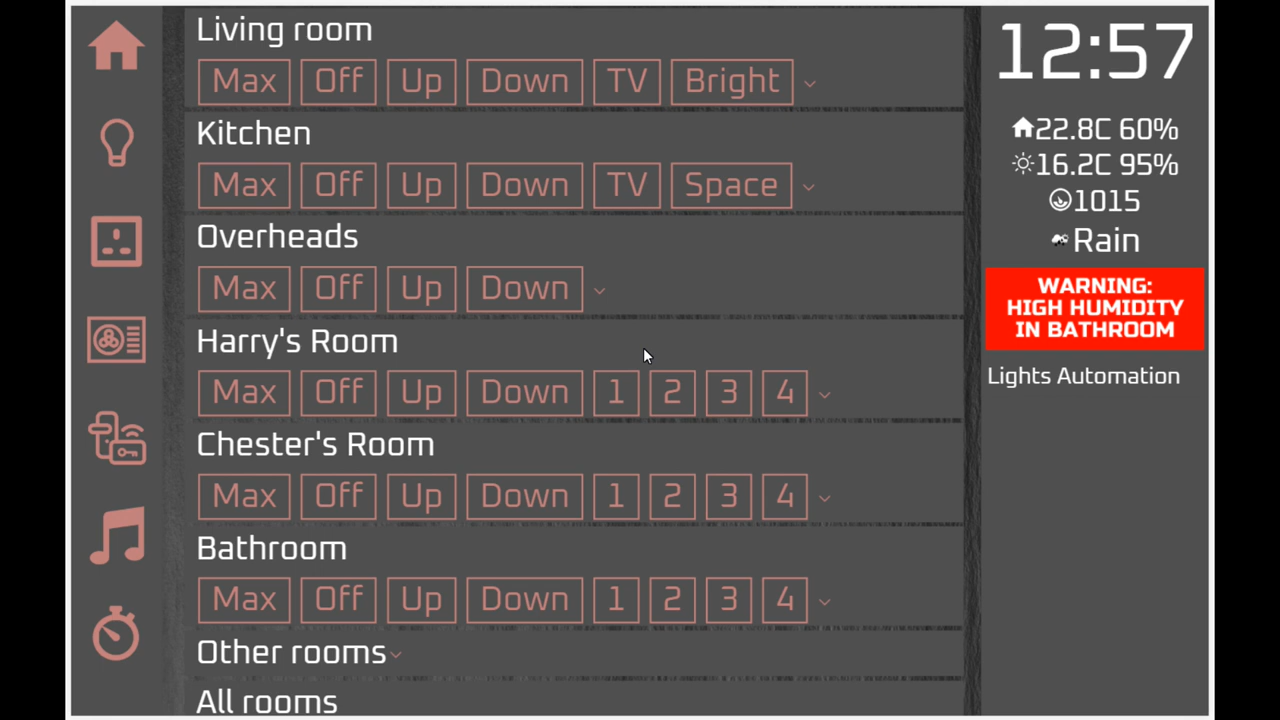 Living room
Max Off Up Down TV Bright
Kitchen
Max Off Up Down TV Space
Overheads
Max Off Up Down
Harry's Room
Max Off Up Down 1 2 3 4
Chester's Room
Max Off Up Down 1 2 3 4
Bathroom
Max Off Up Down 1 2 3 4
Other rooms
All rooms
12:57
22.8C 60%
16.2C 95%
1015
Rain
WARNING:
HIGH HUMIDITY
IN BATHROOM
Lights Automation